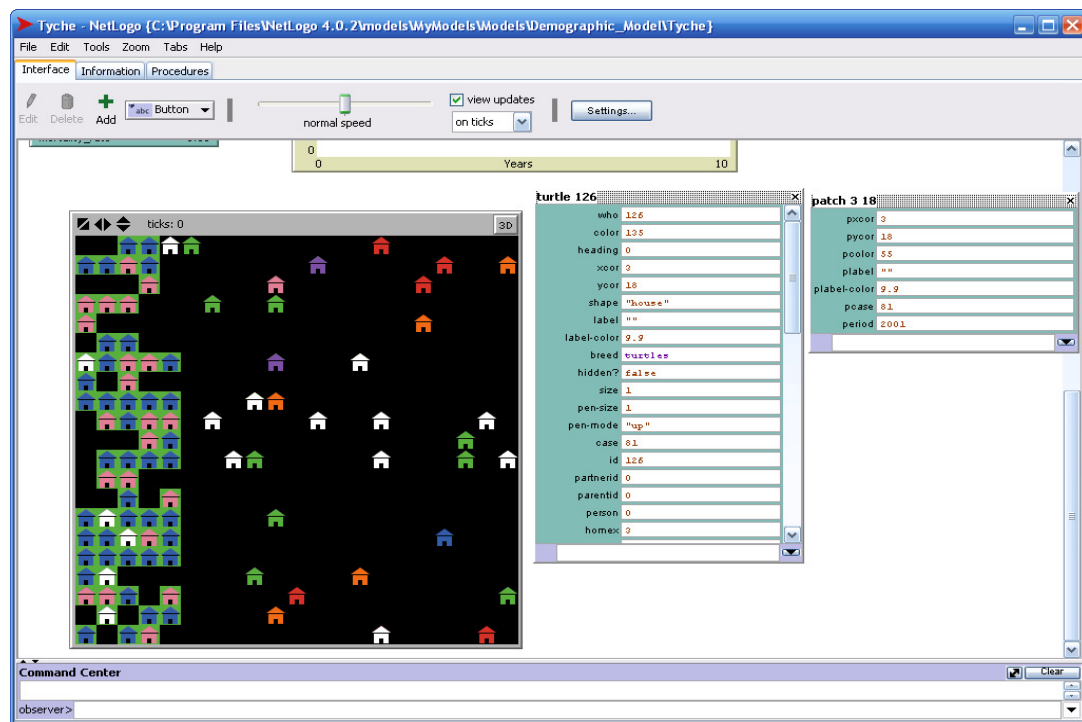 Tyche - NetLogo {C:\Program Files\NetLogo 4.0.2\models\MyModels\Models\Demographic_Model\Tyche}
File Edit Tools Zoom Tabs Help
Interface Information Procedures
Edit Delete Add abc Button
normal speed
view updates
on ticks
Settings...
0
0 Years 10
ticks: 0 3D
turtle 126
who 126
color 135
heading 0
xcor 3
ycor 18
shape "house"
label ""
label-color 9.9
breed turtles
hidden? false
size 1
pen-size 1
pen-mode "up"
case 81
id 126
partnerid 0
parentid 0
person 0
homex 3
patch 3 18
pxcor 3
pycor 18
pcolor 55
plabel ""
plabel-color 9.9
pcase 81
period 2001
Command Center Clear
observer>